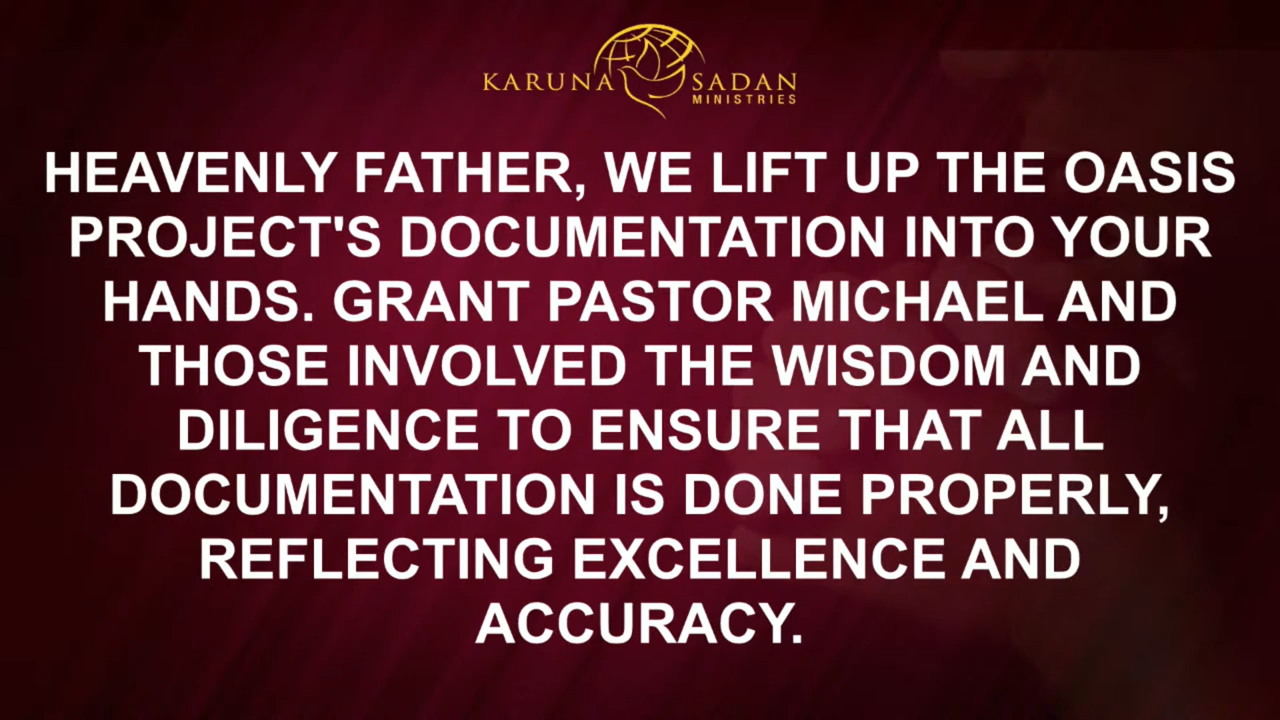 KARUNA SADAN
MINISTRIES
HEAVENLY FATHER, WE LIFT UP THE OASIS
PROJECT'S DOCUMENTATION INTO YOUR
HANDS. GRANT PASTOR MICHAEL AND
THOSE INVOLVED THE WISDOM AND
DILIGENCE TO ENSURE THAT ALL
DOCUMENTATION IS DONE PROPERLY,
REFLECTING EXCELLENCE AND
ACCURACY.